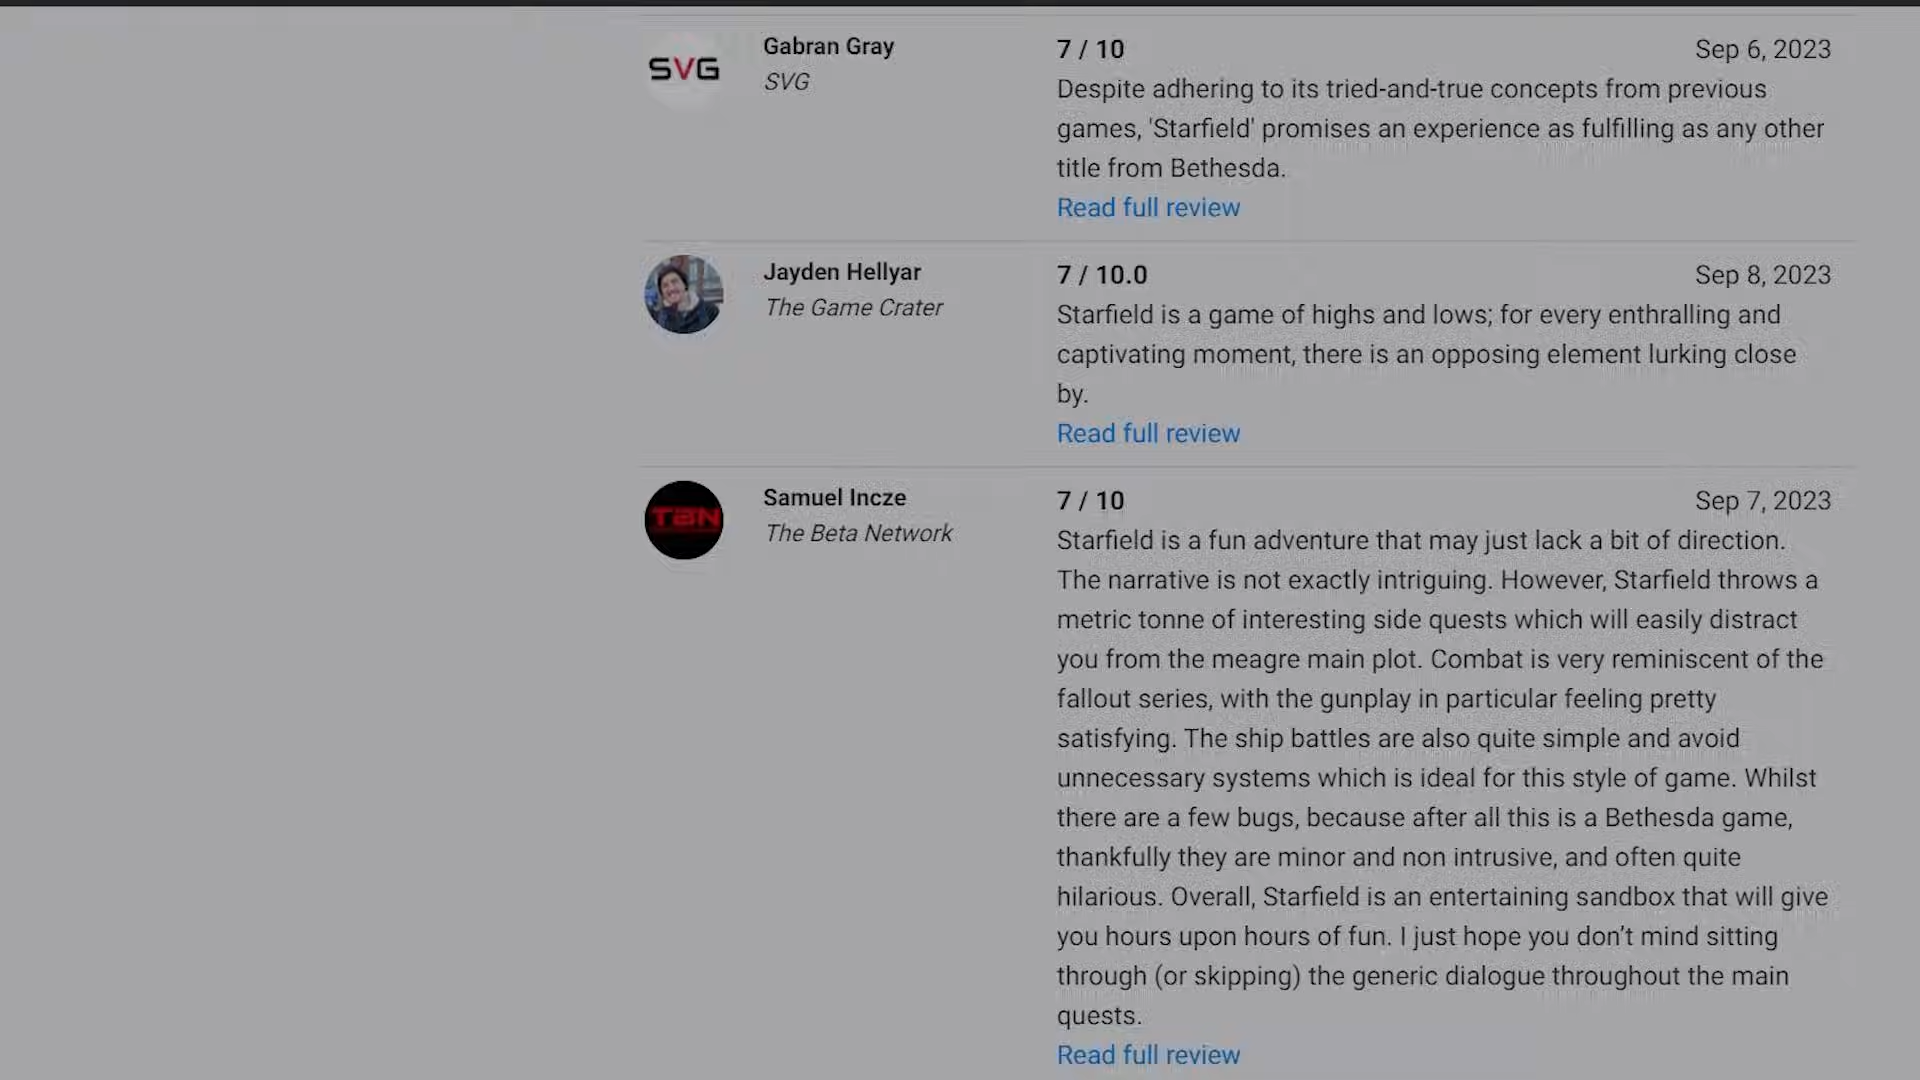 SVG
Gabran Gray
SVG
7 / 10
Sep 6, 2023
Despite adhering to its tried-and-true concepts from previous
games, 'Starfield' promises an experience as fulfilling as any other
title from Bethesda.
Read full review
Jayden Hellyar
The Game Crater
7 / 10.0
Sep 8, 2023
Starfield is a game of highs and lows; for every enthralling and
captivating moment, there is an opposing element lurking close
by.
Read full review
TBN
Samuel Incze
The Beta Network
7 / 10
Sep 7, 2023
Starfield is a fun adventure that may just lack a bit of direction.
The narrative is not exactly intriguing. However, Starfield throws a
metric tonne of interesting side quests which will easily distract
you from the meagre main plot. Combat is very reminiscent of the
fallout series, with the gunplay in particular feeling pretty
satisfying. The ship battles are also quite simple and avoid
unnecessary systems which is ideal for this style of game. Whilst
there are a few bugs, because after all this is a Bethesda game,
thankfully they are minor and non intrusive, and often quite
hilarious. Overall, Starfield is an entertaining sandbox that will give
you hours upon hours of fun. I just hope you don’t mind sitting
through (or skipping) the generic dialogue throughout the main
quests.
Read full review